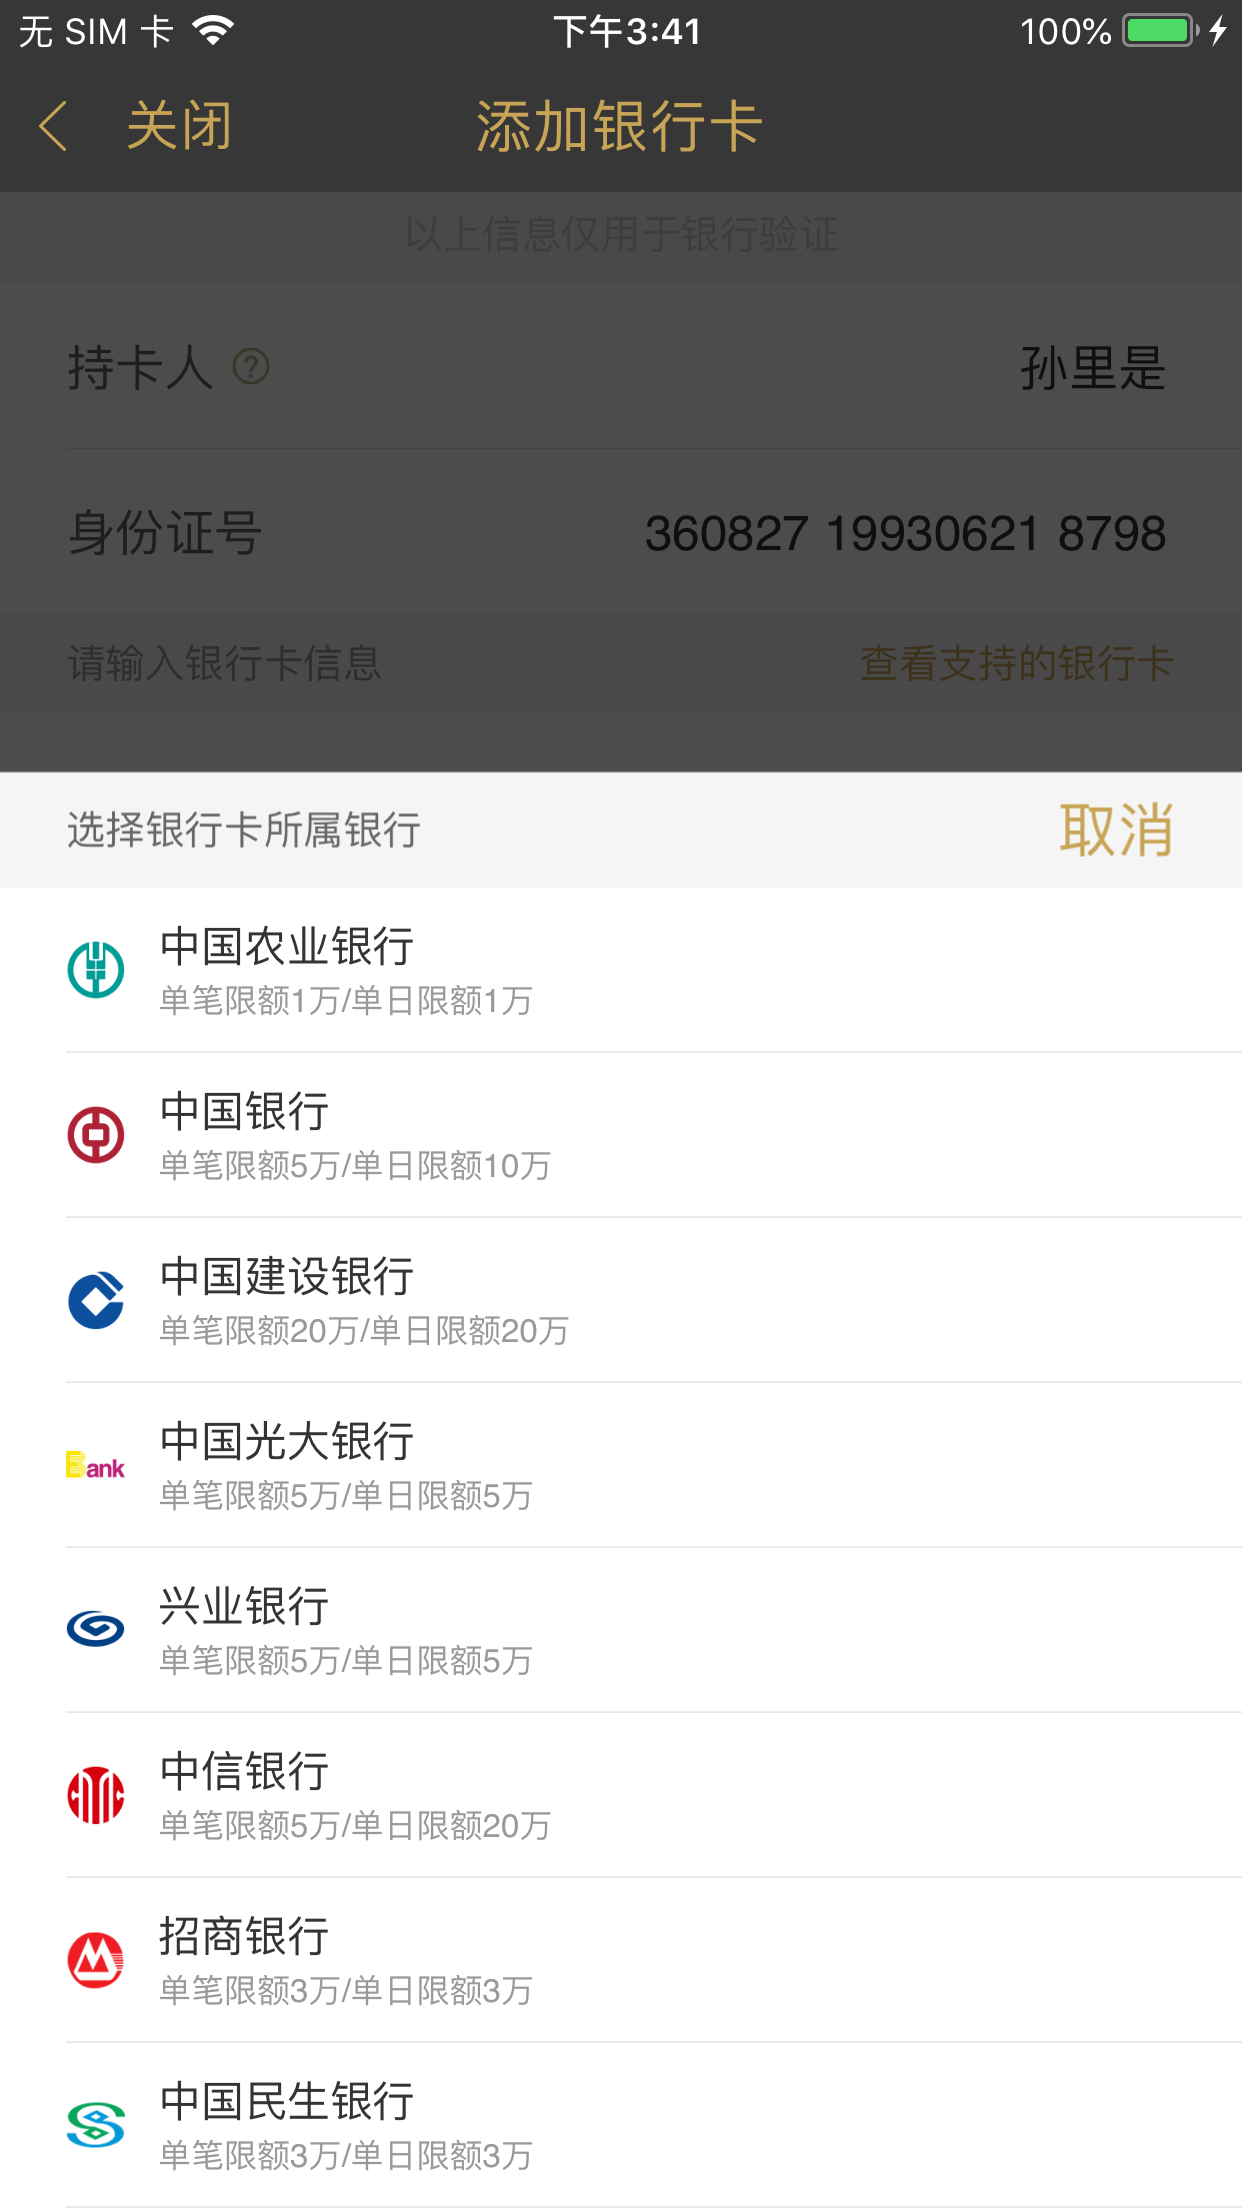 无 SIM 卡
下午3:41
100%
关闭
添加银行卡
以上信息仅用于银行验证
持卡人 ?
孙里是
身份证号
360827 19930621 8798
请输入银行卡信息
查看支持的银行卡
选择银行卡所属银行
取消
中国农业银行
单笔限额1万/单日限额1万
中国银行
单笔限额5万/单日限额10万
中国建设银行
单笔限额20万/单日限额20万
Bank
中国光大银行
单笔限额5万/单日限额5万
兴业银行
单笔限额5万/单日限额5万
中信银行
单笔限额5万/单日限额20万
招商银行
单笔限额3万/单日限额3万
中国民生银行
单笔限额3万/单日限额3万